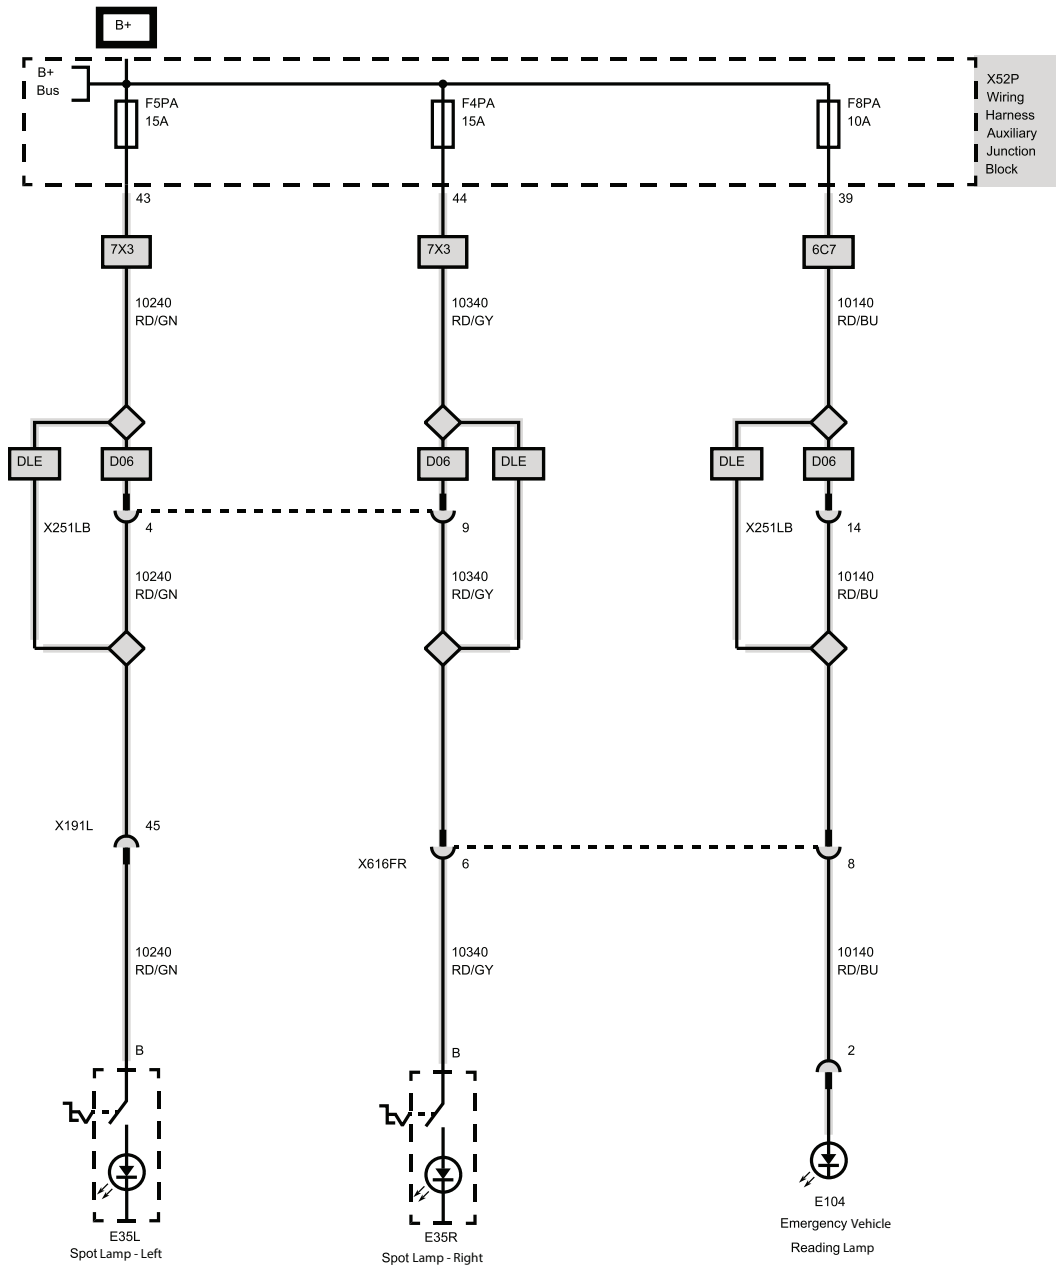 B+
B+
Bus
F5PA
15A
F4PA
15A
F8PA
10A
X52P
Wiring
Harness
Auxiliary
Junction
Block
43
44
39
7X3
7X3
6C7
10240
RD/GN
10340
RD/GY
10140
RD/BU
DLE
D06
D06
DLE
DLE
D06
X251LB
4
9
X251LB
14
10240
RD/GN
10340
RD/GY
10140
RD/BU
X191L
45
X616FR
6
8
10240
RD/GN
10340
RD/GY
10140
RD/BU
B
B
2
E35L
Spot Lamp - Left
E35R
Spot Lamp - Right
E104
Emergency Vehicle
Reading Lamp